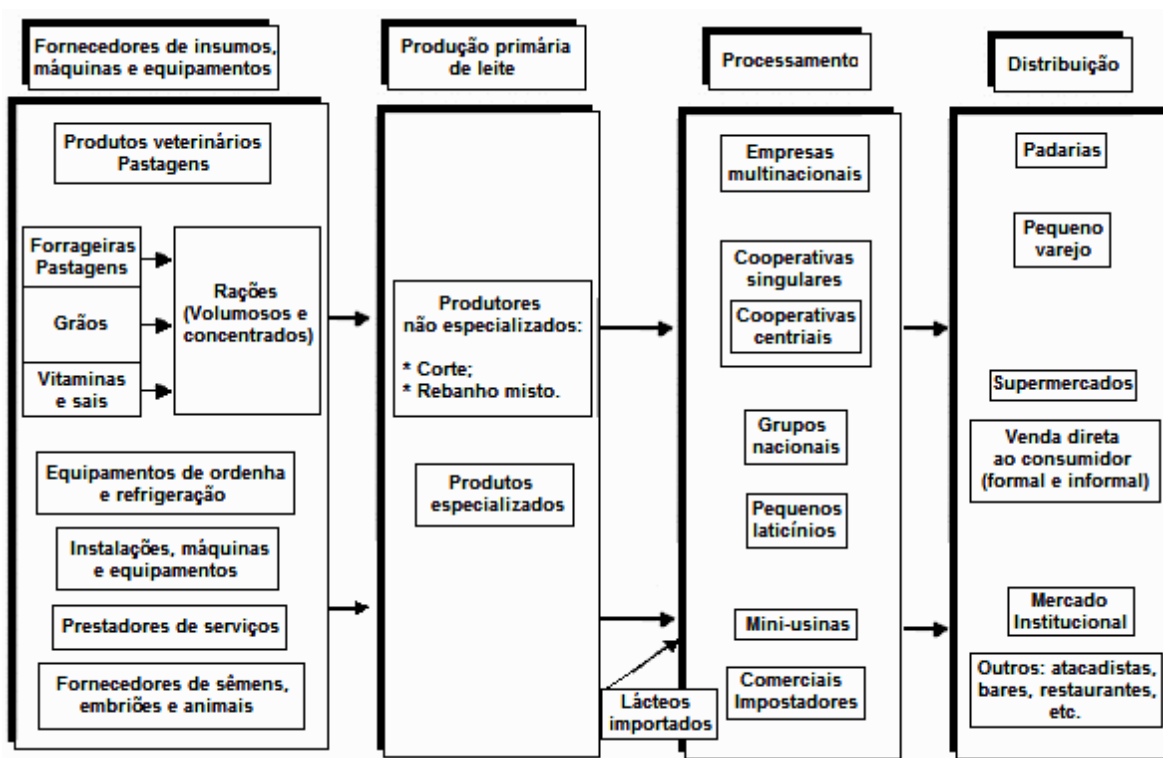 Fornecedores de insumos,
máquinas e equipamentos
Produtos veterinários
Pastagens
Forrageiras
Pastagens
Grãos
Vitaminas
e sais
Rações
(Volumosos e
concentrados)
Equipamentos de ordenha
e refrigeração
Instalações, máquinas
e equipamentos
Prestadores de serviços
Fornecedores de sêmens,
embriões e animais
Produção primária
de leite
Produtores
não especializados:
* Corte;
* Rebanho misto.
Produtos
especializados
Lácteos
importados
Processamento
Empresas
multinacionais
Cooperativas
singulares
Cooperativas
centriais
Grupos
nacionais
Pequenos
laticínios
Mini-usinas
Comerciais
Impostadores
Distribuição
Padarias
Pequeno
varejo
Supermercados
Venda direta
ao consumidor
(formal e informal)
Mercado
Institucional
Outros: atacadistas,
bares, restaurantes,
etc.